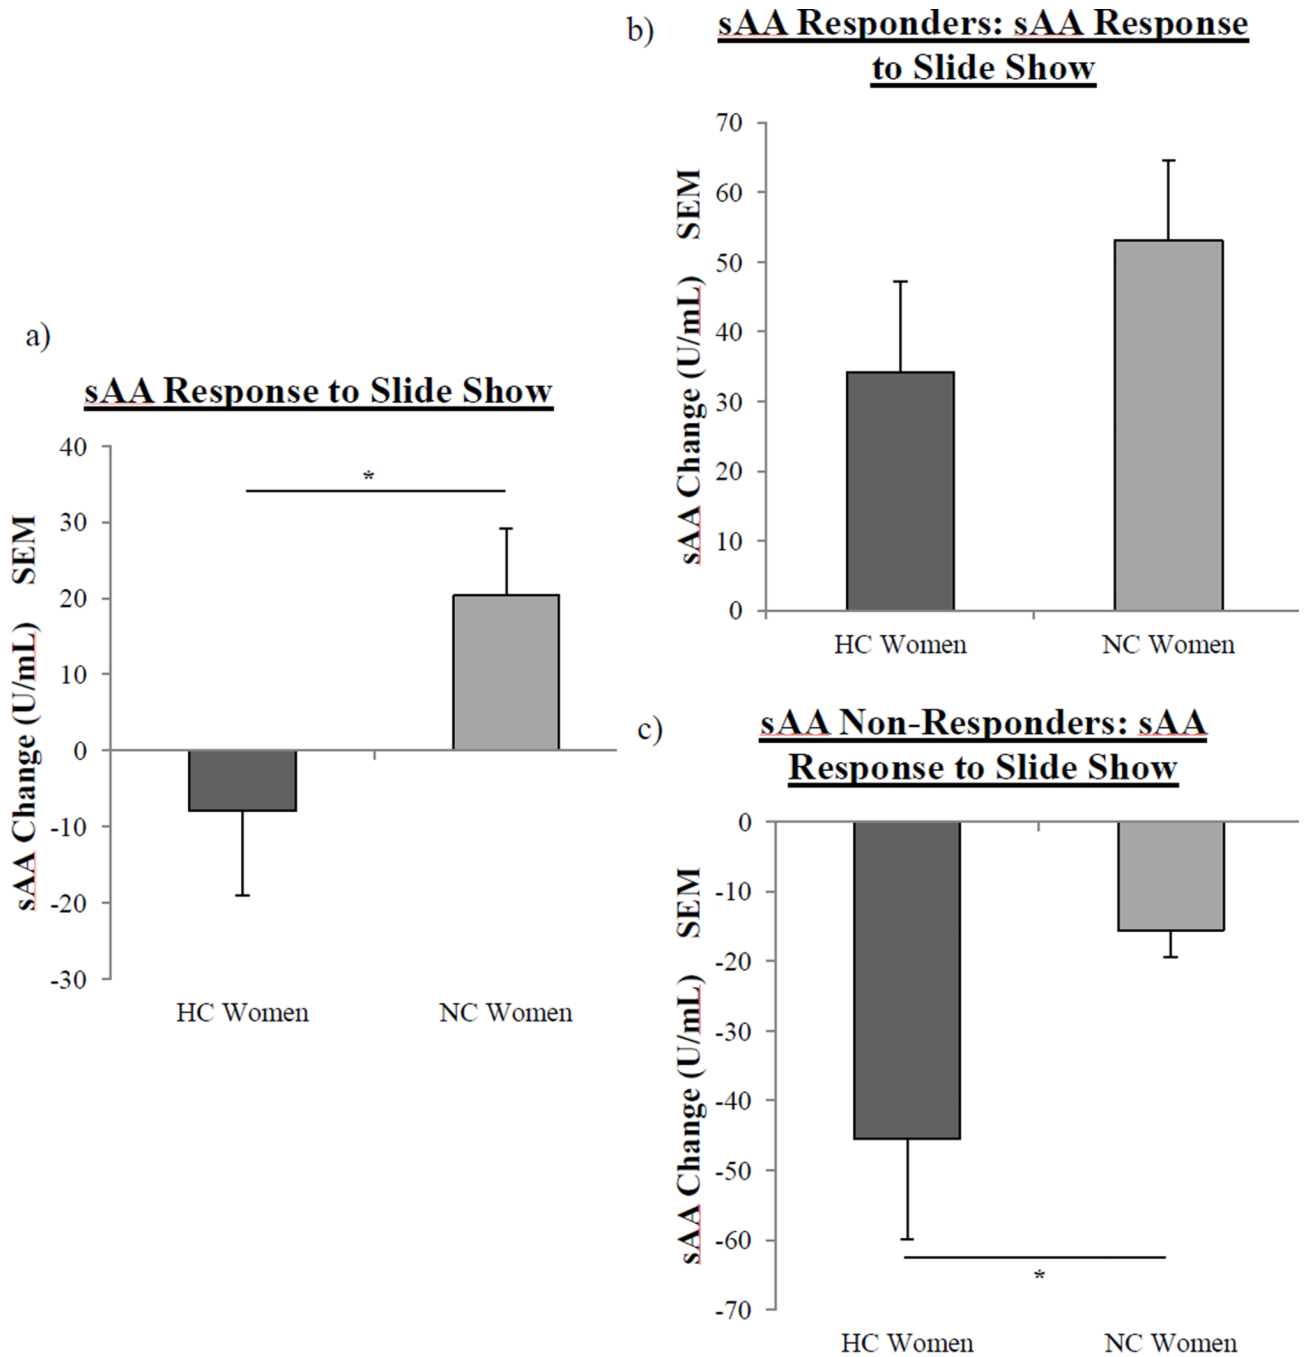 a)
sAA Response to Slide Show
sAA Change (U/mL) SEM
40
30
20
10
0
-10
-20
-30
*
HC Women
NC Women
b)
sAA Responders: sAA Response
to Slide Show
sAA Change (U/mL) SEM
70
60
50
40
30
20
10
0
HC Women
NC Women
c)
sAA Non-Responders: sAA
Response to Slide Show
sAA Change (U/mL) SEM
0
-10
-20
-30
-40
-50
-60
-70
*
HC Women
NC Women